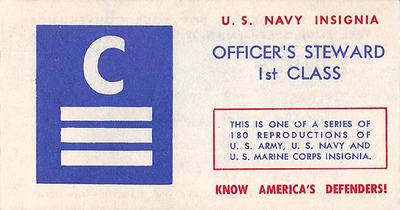 C
U. S. NAVY INSIGNIA
OFFICER'S STEWARD
1st CLASS
THIS IS ONE OF A SERIES OF
180 REPRODUCTIONS OF
U. S. ARMY, U. S. NAVY AND
U. S. MARINE CORPS INSIGNIA.
KNOW AMERICA'S DEFENDERS!